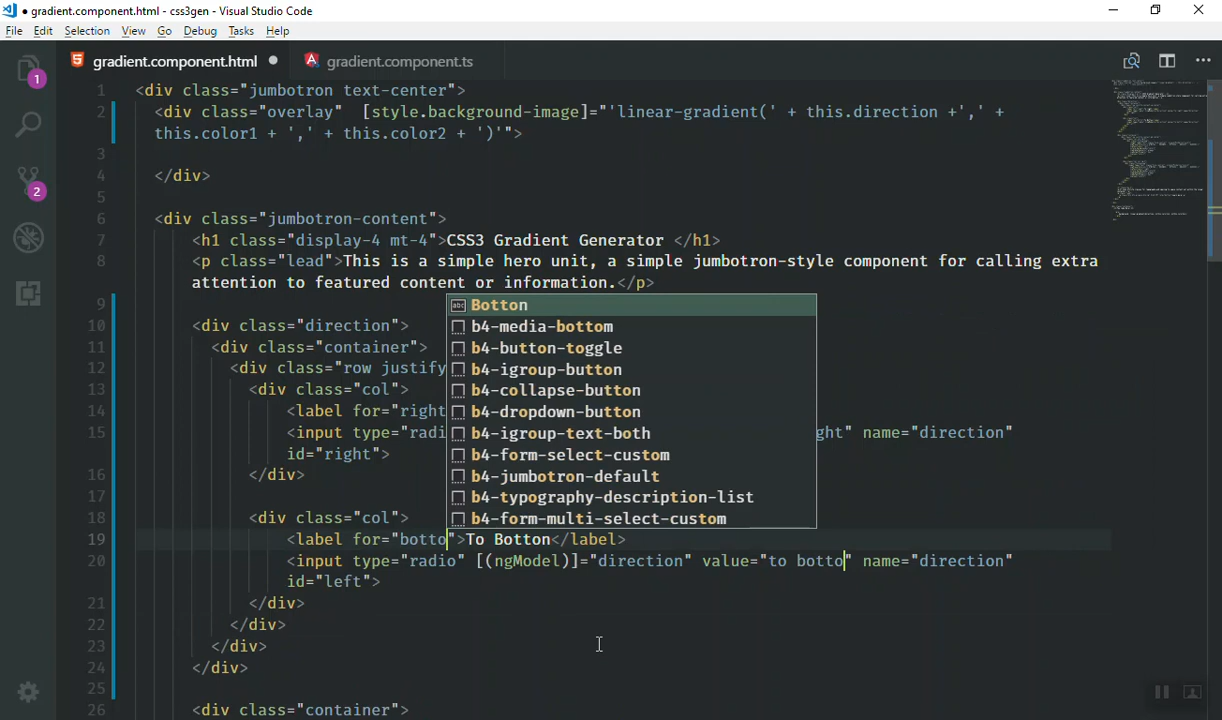 ● gradient.component.html - css3gen - Visual Studio Code
File Edit Selection View Go Debug Tasks Help
gradient.component.html ● gradient.component.ts
1 <div class="jumbotron text-center">
2 <div class="overlay" [style.background-image]="'linear-gradient(' + this.direction +',' +
this.color1 + ',' + this.color2 + ')'">
3
4 </div>
5
6 <div class="jumbotron-content">
7 <h1 class="display-4 mt-4">CSS3 Gradient Generator </h1>
8 <p class="lead">This is a simple hero unit, a simple jumbotron-style component for calling extra
attention to featured content or information.</p>
9
10 <div class="direction">
11 <div class="container">
12 <div class="row justify
13 <div class="col">
14 <label for="right
15 <input type="radi ght" name="direction"
id="right">
16 </div>
17
18 <div class="col">
19 <label for="botto">To Botton</label>
20 <input type="radio" [(ngModel)]="direction" value="to botto" name="direction"
id="left">
21 </div>
22 </div>
23 </div>
24 </div>
25
26 <div class="container">
abc Botton
b4-media-bottom
b4-button-toggle
b4-igroup-button
b4-collapse-button
b4-dropdown-button
b4-igroup-text-both
b4-form-select-custom
b4-jumbotron-default
b4-typography-description-list
b4-form-multi-select-custom
1
2